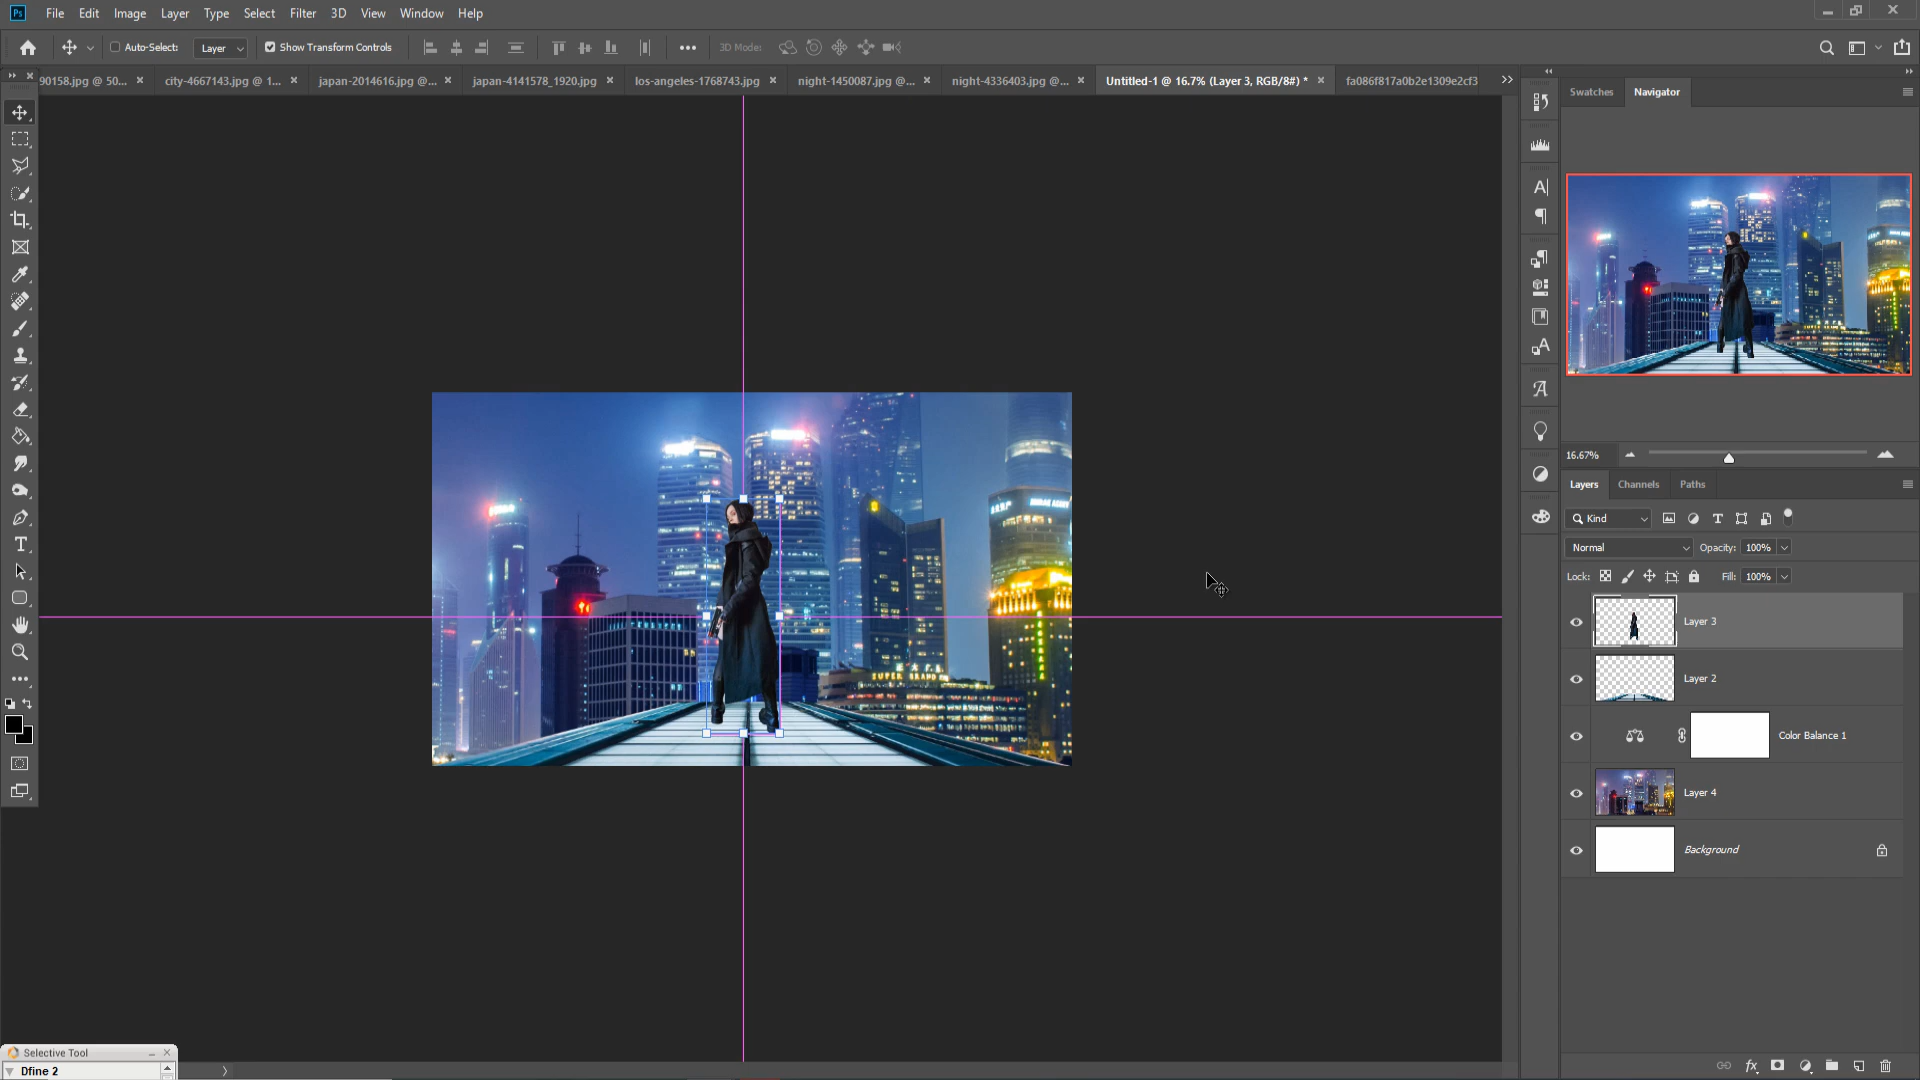 Ps File Edit Image Layer Type Select Filter 3D View Window Help
Auto-Select: Layer Show Transform Controls 3D Mode:
90158.jpg @ 50... city-4667143.jpg @ 1... japan-2014616.jpg @... japan-4141578_1920.jpg los-angeles-1768743.jpg night-1450087.jpg @... night-4336403.jpg @... Untitled-1 @ 16.7% (Layer 3, RGB/8#) * fa086f817a0b2e1309e2cf3
Swatches Navigator
16.67%
Layers Channels Paths
Kind
Normal Opacity: 100%
Lock: Fill: 100%
Layer 3
Layer 2
Color Balance 1
Layer 4
Background
SUPER BRAND
Selective Tool
Dfine 2